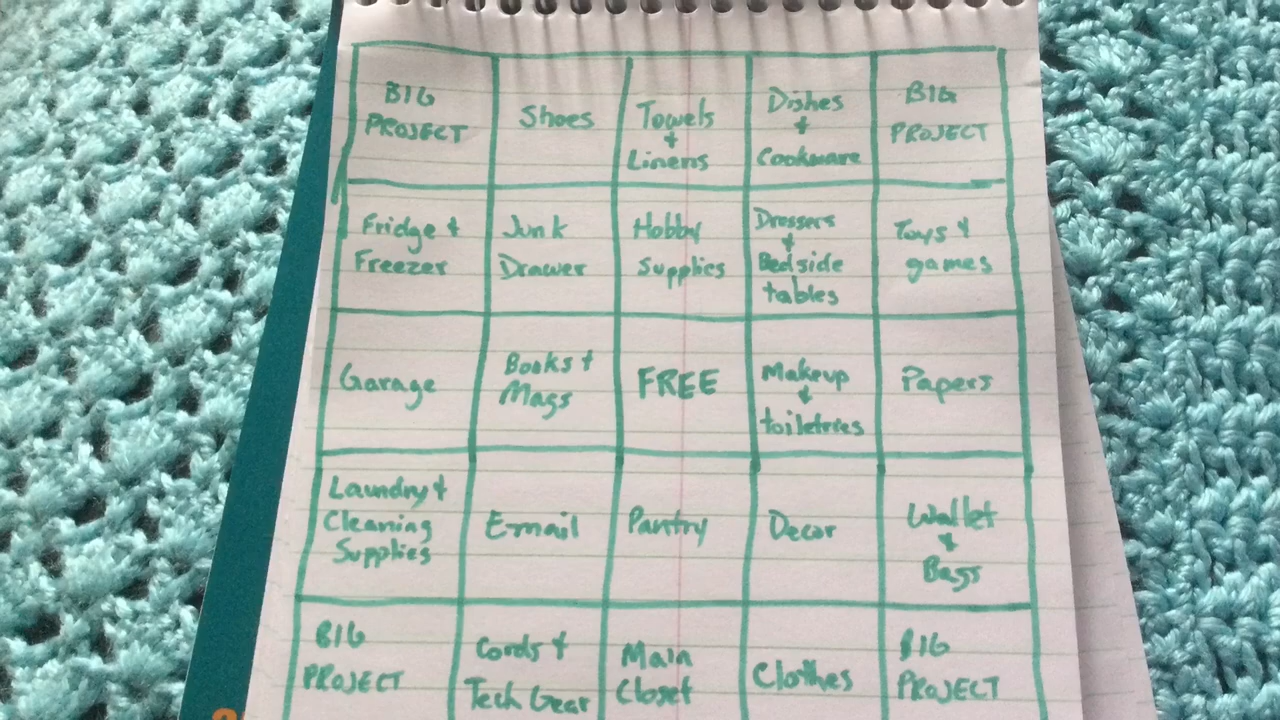 BIG
PROJECT
Shoes
Towels
+
Linens
Dishes
+
Cookware
BIG
PROJECT
Fridge +
Freezer
Junk
Drawer
Hobby
Supplies
Dressers
+
Bedside
tables
Toys +
games
Garage
Books +
Mags
FREE
Makeup
+
toiletries
Papers
Laundry +
Cleaning
Supplies
Email
Pantry
Decor
Wallet
+
Bags
BIG
PROJECT
Cords +
Tech Gear
Main
Closet
Clothes
BIG
PROJECT